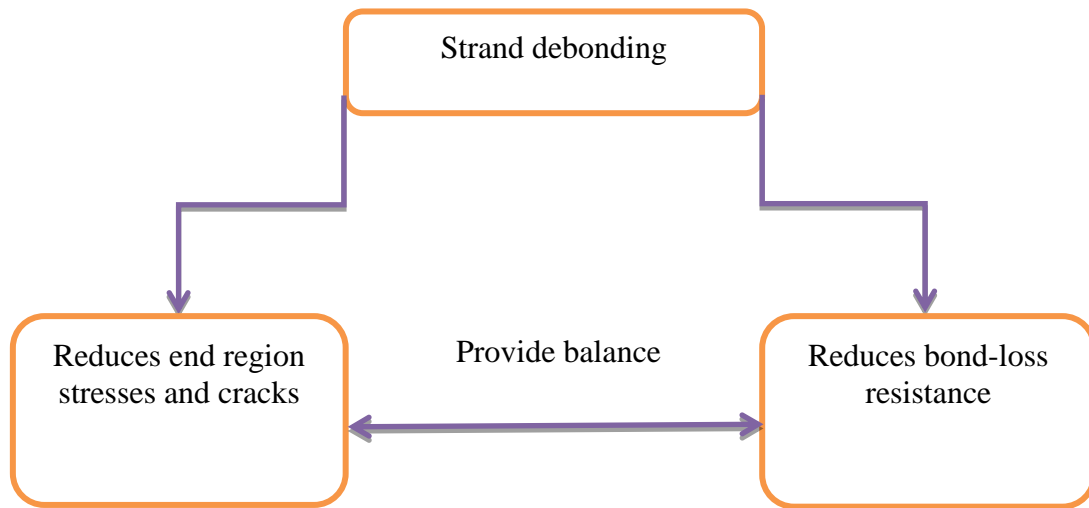 Strand debonding
Reduces end region
stresses and cracks
Provide balance
Reduces bond-loss
resistance